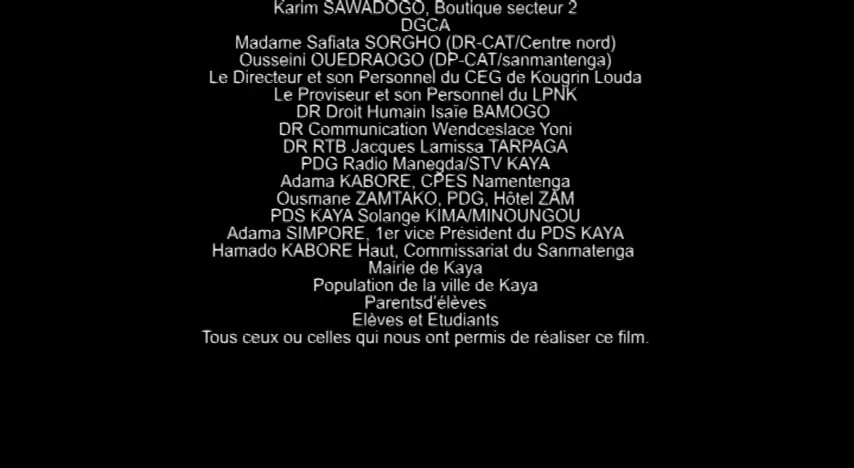 Karim SAWADOGO, Boutique secteur 2
DGCA
Madame Safiata SORGHO (DR-CAT/Centre nord)
Ousseini OUEDRAOGO (DP-CAT/sanmantenga)
Le Directeur et son Personnel du CEG de Kougrin Louda
Le Proviseur et son Personnel du LPNK
DR Droit Humain Isaïe BAMOGO
DR Communication Wendceslace Yoni
DR RTB Jacques Lamissa TARPAGA
PDG Radio Manegda/STV KAYA
Adama KABORE, CPES Namentenga
Ousmane ZAMTAKO, PDG, Hôtel ZAM
PDS KAYA Solange KIMA/MINOUNGOU
Adama SIMPORE, 1er vice Président du PDS KAYA
Hamado KABORE Haut, Commissariat du Sanmatenga
Mairie de Kaya
Population de la ville de Kaya
Parentsd'élèves
Elèves et Etudiants
Tous ceux ou celles qui nous ont permis de réaliser ce film.